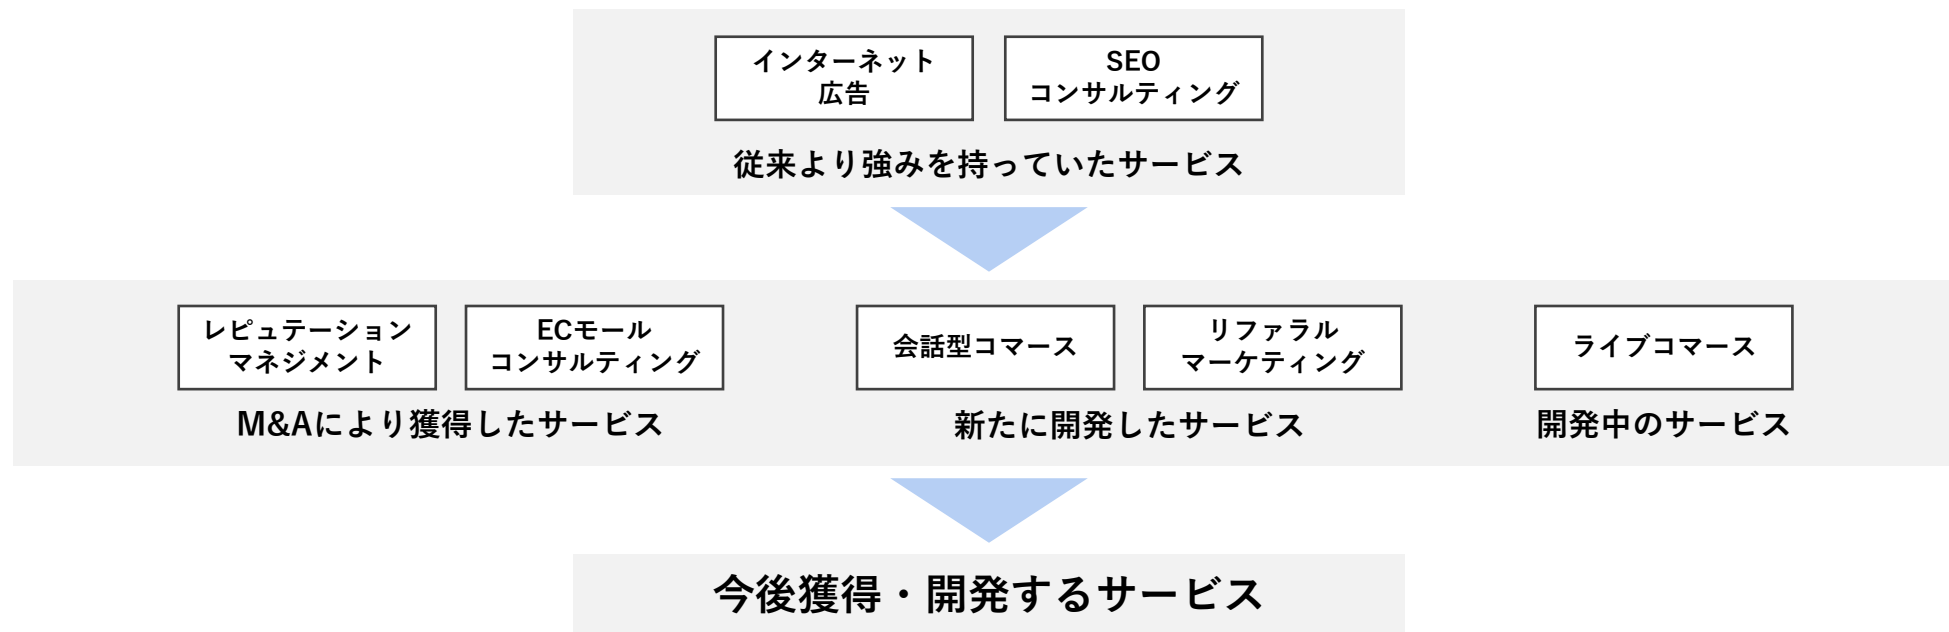 インターネット
広告
SEO
コンサルティング
従来より強みを持っていたサービス
レピュテーション
マネジメント
ECモール
コンサルティング
会話型コマース
リファラル
マーケティング
ライブコマース
M&Aにより獲得したサービス
新たに開発したサービス
開発中のサービス
今後獲得・開発するサービス